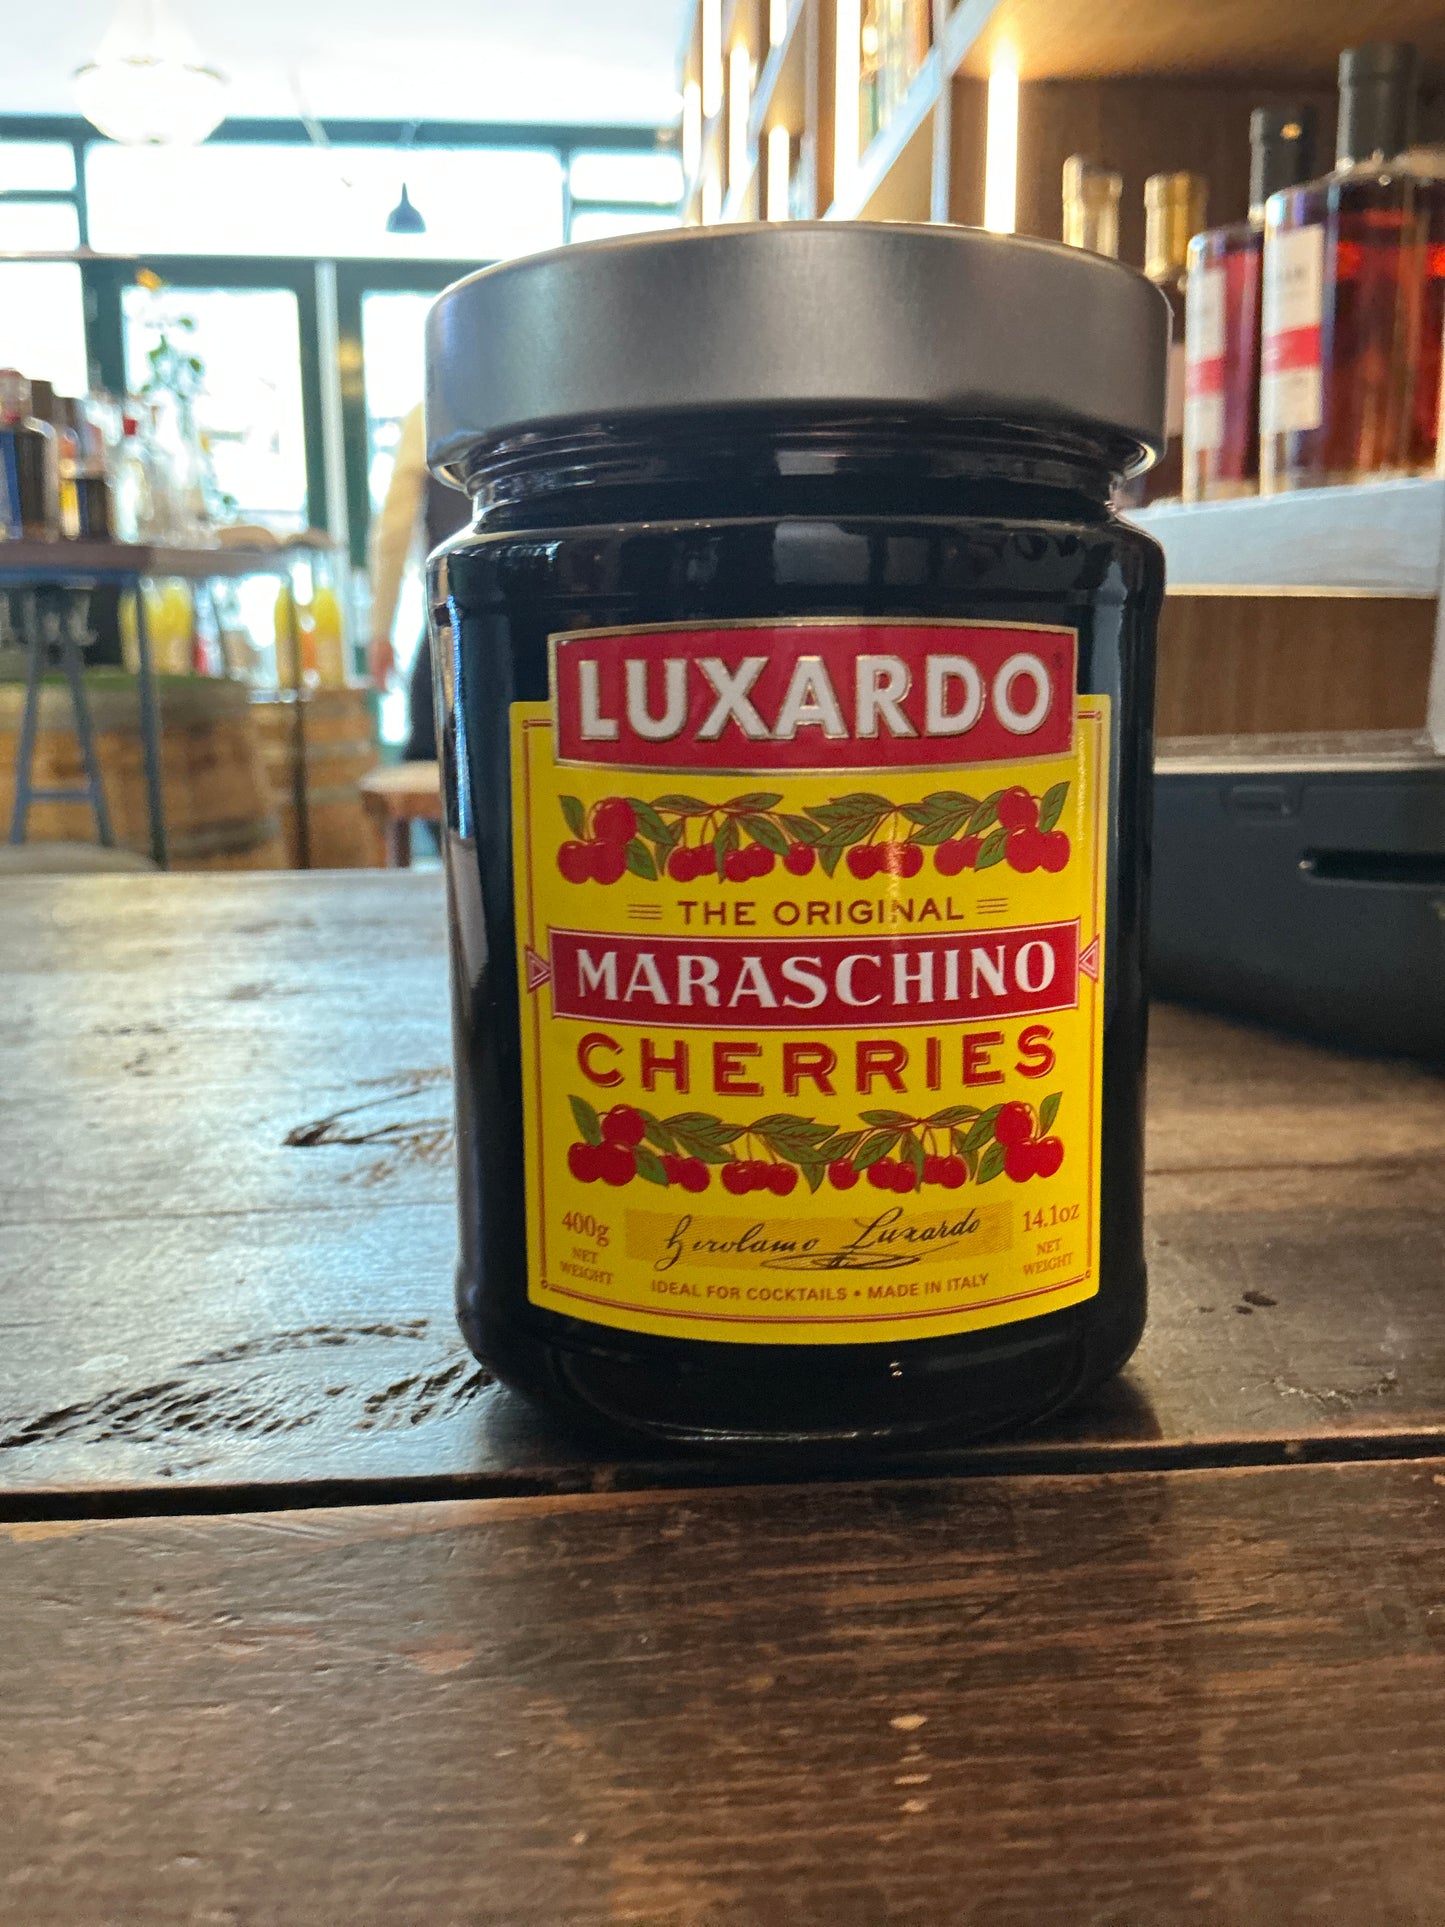 LUXARDO
THE ORIGINAL
MARASCHINO
CHERRIES
400g
NET
WEIGHT
Girolamo Luxardo
14.1oz
NET
WEIGHT
IDEAL FOR COCKTAILS • MADE IN ITALY